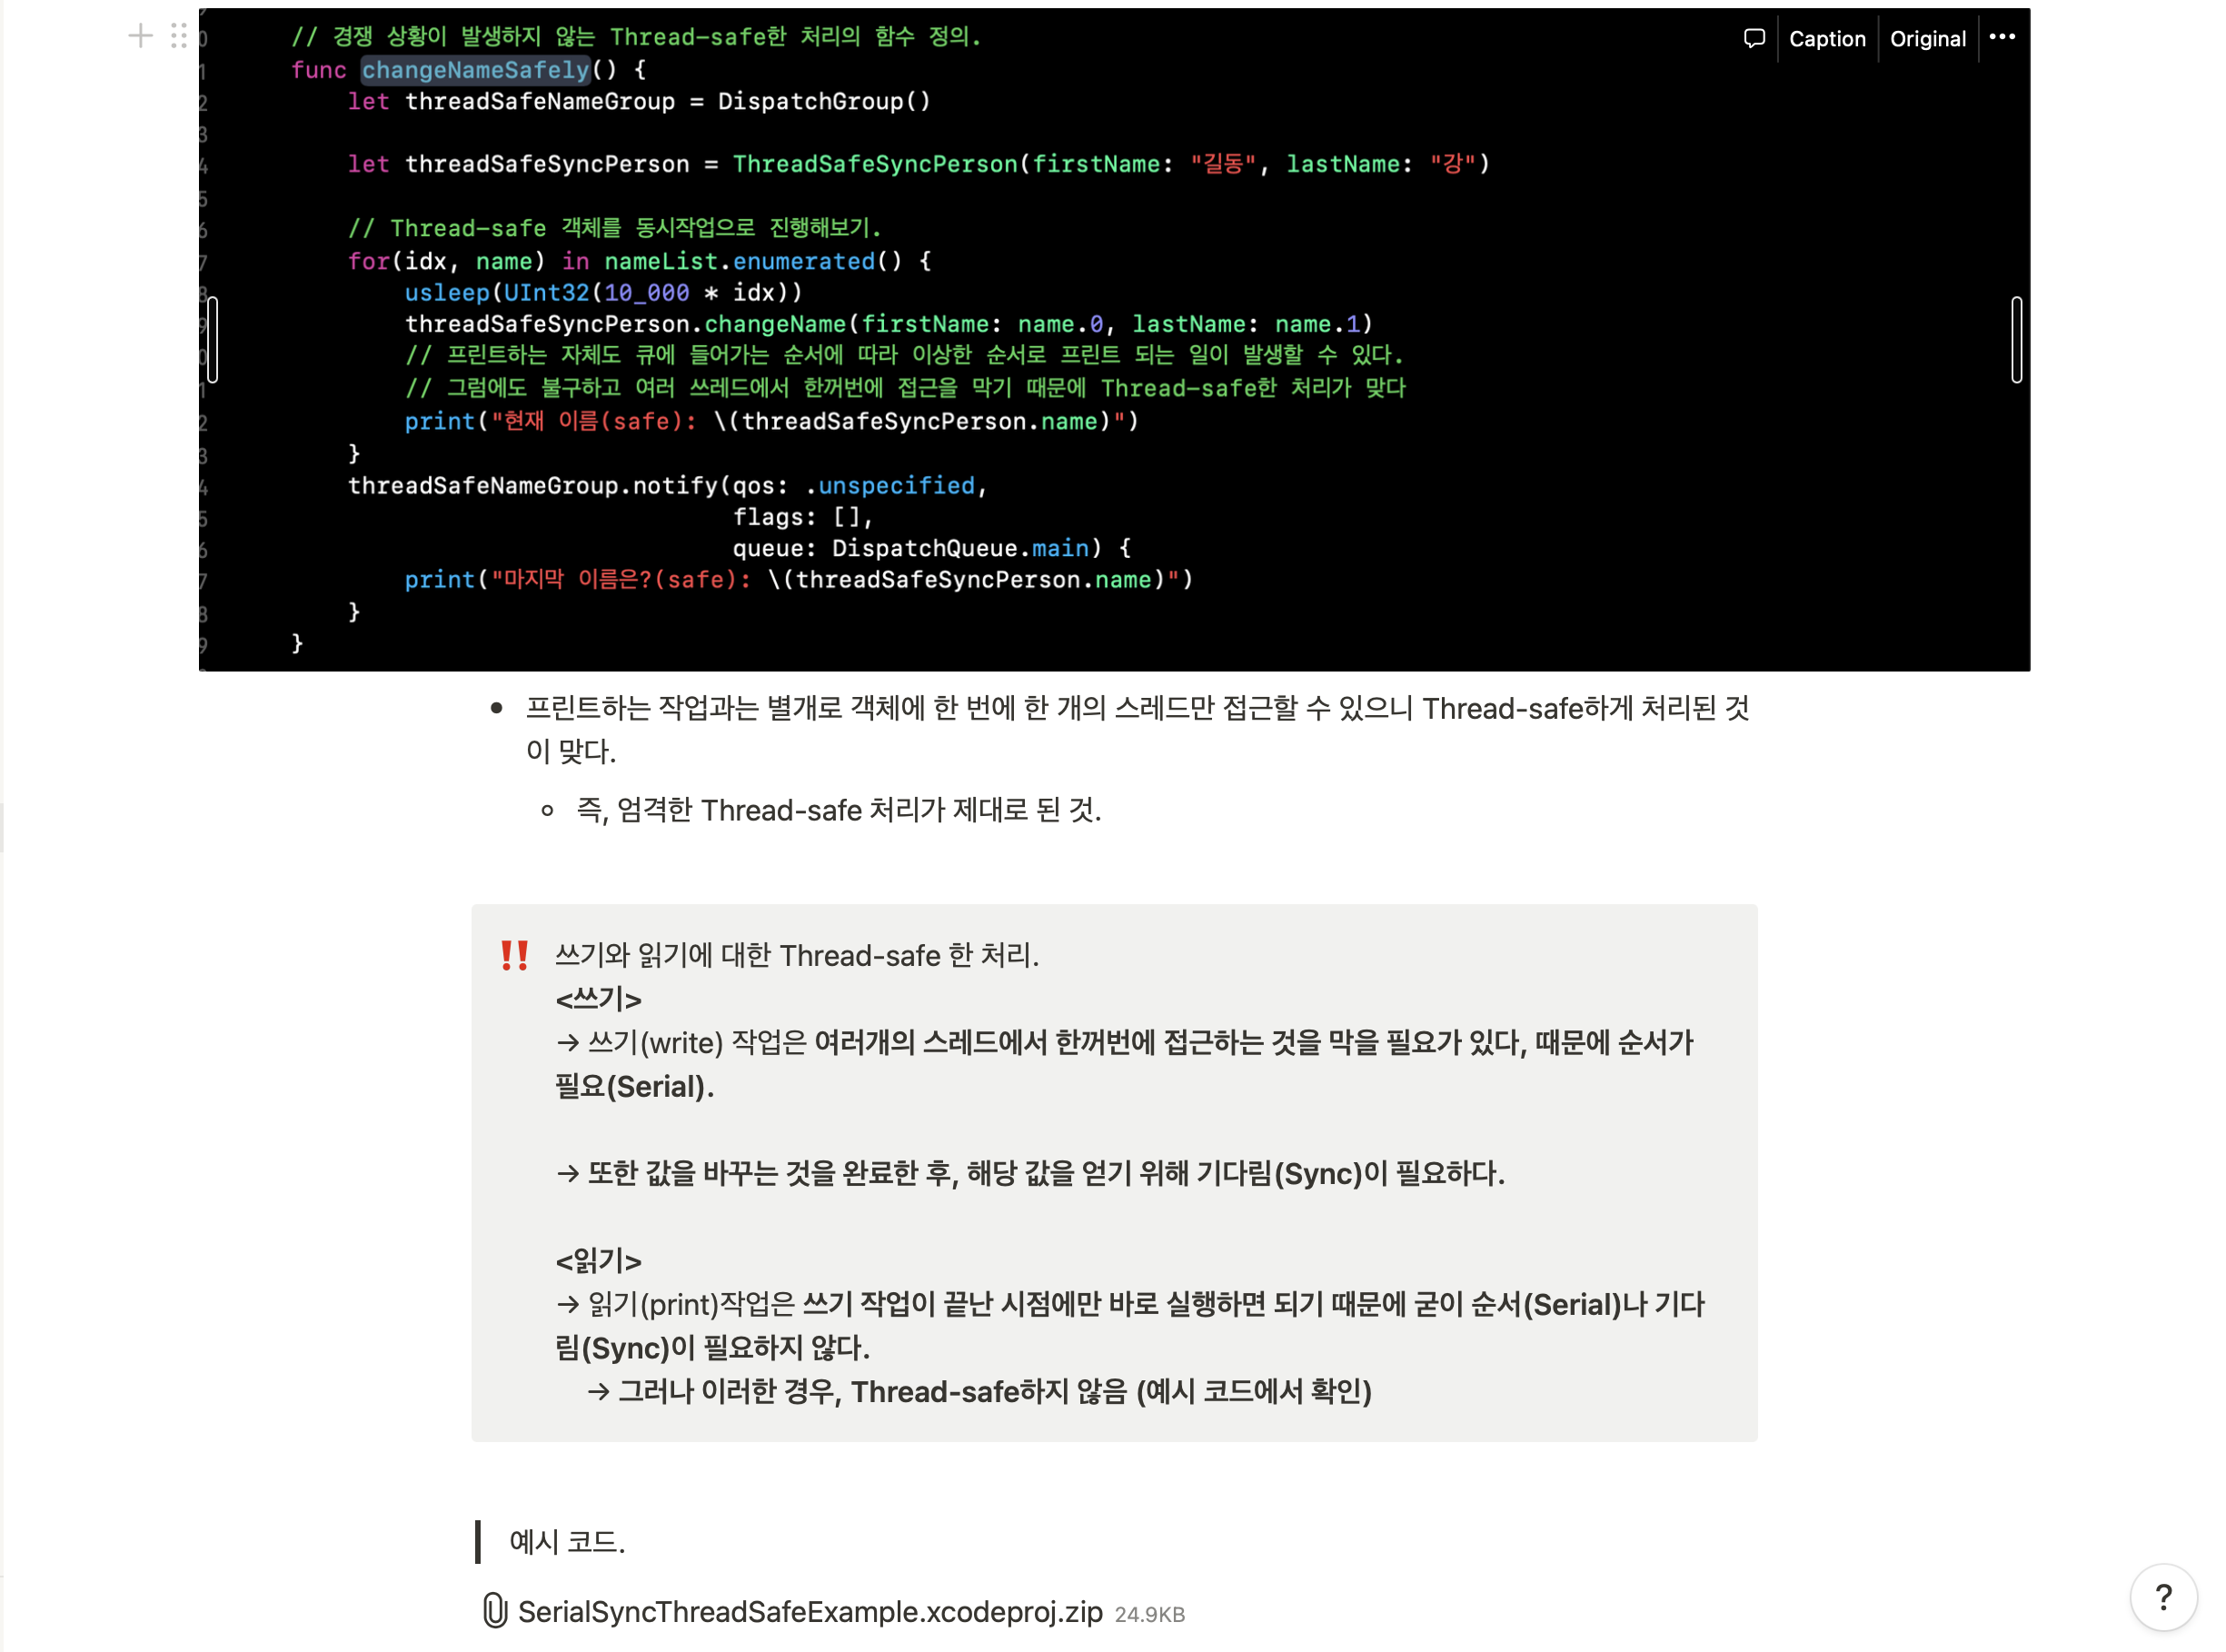 // 경쟁 상황이 발생하지 않는 Thread-safe한 처리의 함수 정의.
Caption
Original
func changeNameSafely() {
let threadSafeNameGroup = DispatchGroup()
let threadSafeSyncPerson = ThreadSafeSyncPerson(firstName: "길동", lastName: "강")
// Thread-safe 객체를 동시작업으로 진행해보기.
for(idx, name) in nameList.enumerated() {
usleep(UInt32(10_000 * idx))
threadSafeSyncPerson.changeName(firstName: name.0, lastName: name.1)
// 프린트하는 자체도 큐에 들어가는 순서에 따라 이상한 순서로 프린트 되는 일이 발생할 수 있다.
// 그럼에도 불구하고 여러 쓰레드에서 한꺼번에 접근을 막기 때문에 Thread-safe한 처리가 맞다
print("현재 이름(safe): \(threadSafeSyncPerson.name)")
}
threadSafeNameGroup.notify(qos: .unspecified,
flags: [],
queue: DispatchQueue.main) {
print("마지막 이름은?(safe): \(threadSafeSyncPerson.name)")
}
}
• 프린트하는 작업과는 별개로 객체에 한 번에 한 개의 스레드만 접근할 수 있으니 Thread-safe하게 처리된 것
이 맞다.
◦ 즉, 엄격한 Thread-safe 처리가 제대로 된 것.
‼ 쓰기와 읽기에 대한 Thread-safe 한 처리.
<쓰기>
→ 쓰기(write) 작업은 여러개의 스레드에서 한꺼번에 접근하는 것을 막을 필요가 있다, 때문에 순서가
필요(Serial).
→ 또한 값을 바꾸는 것을 완료한 후, 해당 값을 얻기 위해 기다림(Sync)이 필요하다.
<읽기>
→ 읽기(print)작업은 쓰기 작업이 끝난 시점에만 바로 실행하면 되기 때문에 굳이 순서(Serial)나 기다
림(Sync)이 필요하지 않다.
→ 그러나 이러한 경우, Thread-safe하지 않음 (예시 코드에서 확인)
예시 코드.
SerialSyncThreadSafeExample.xcodeproj.zip 24.9KB
?